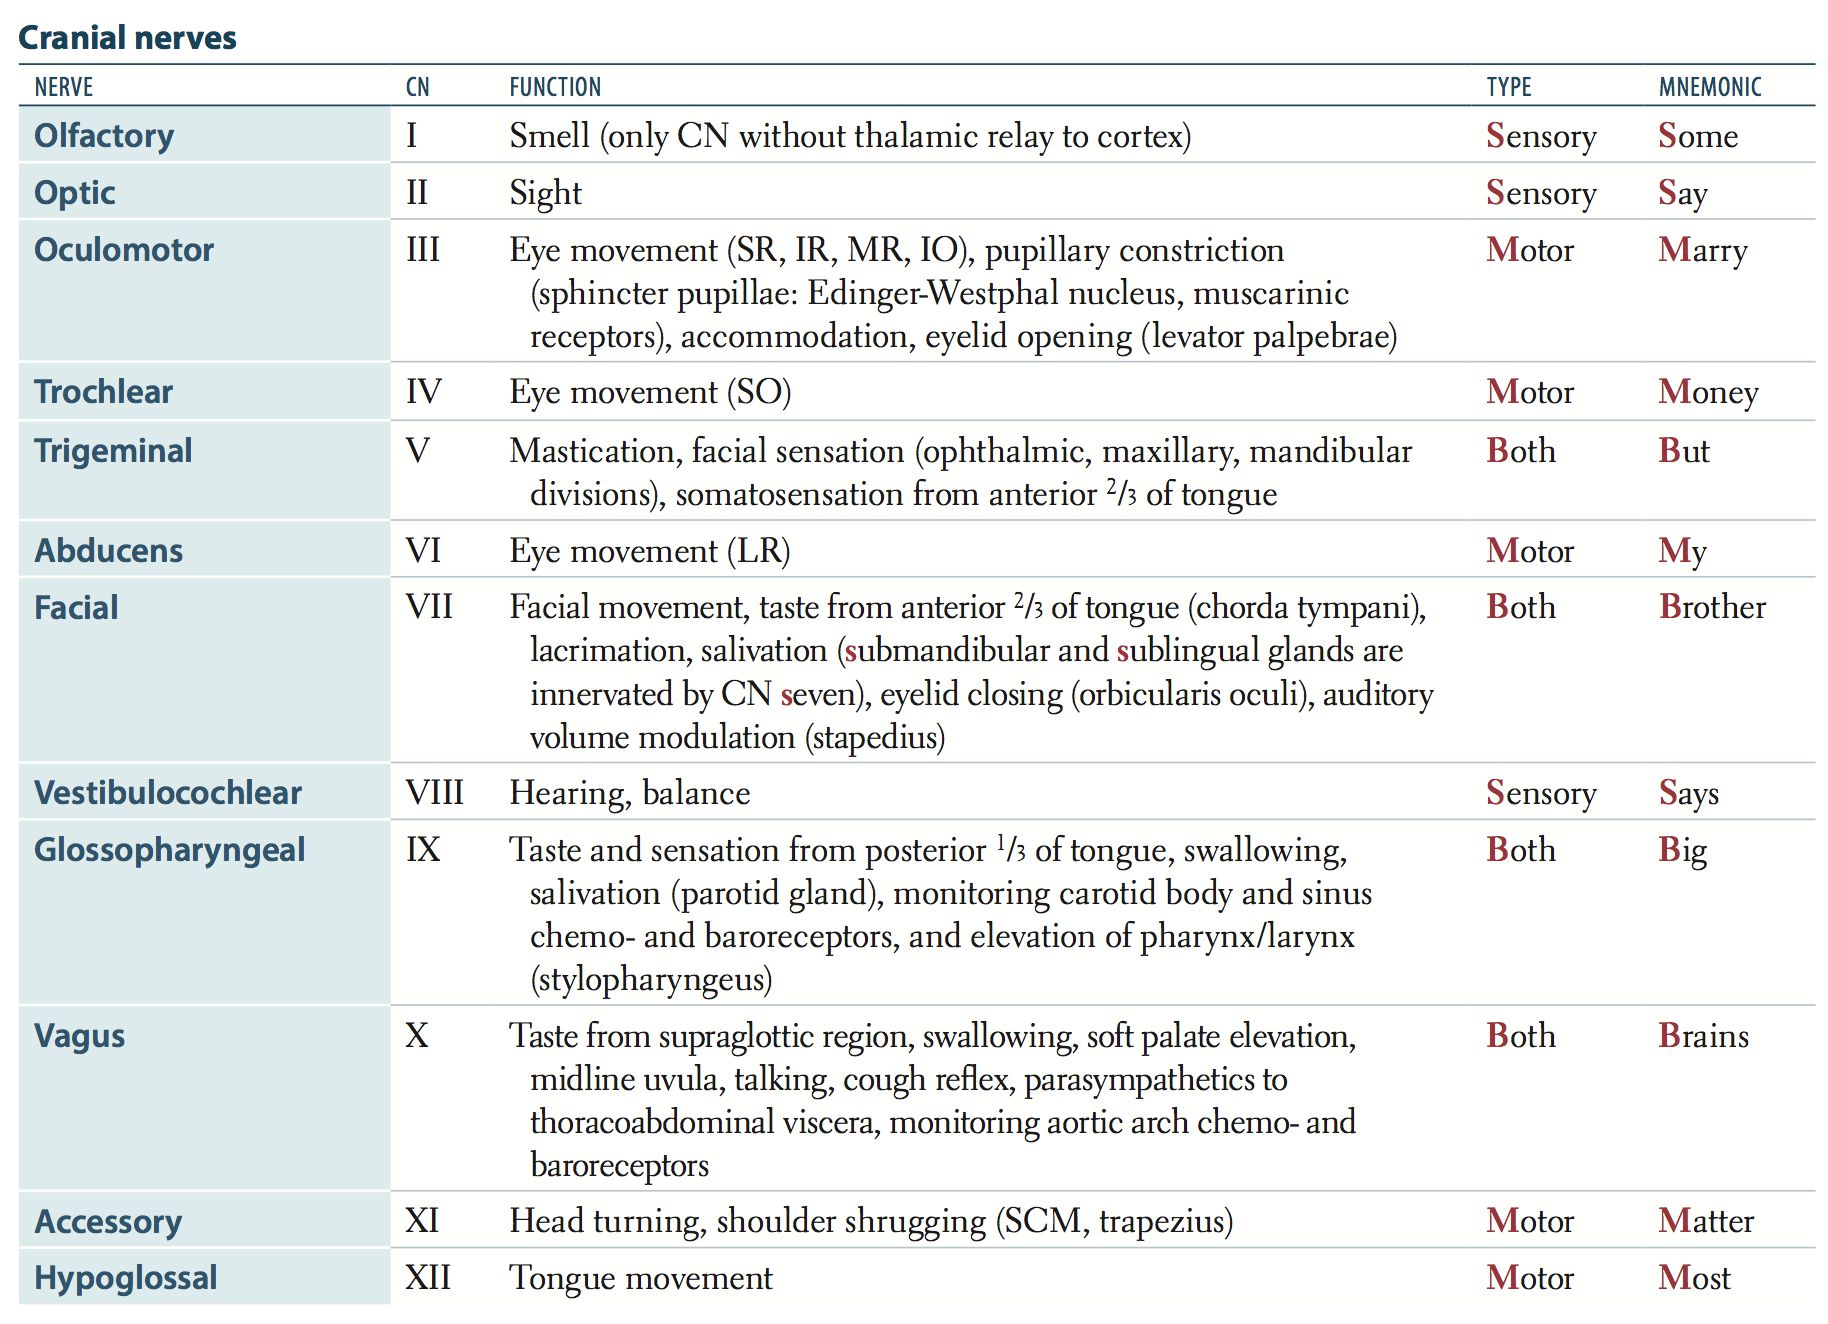 Cranial nerves
NERVE CN FUNCTION TYPE MNEMONIC
Olfactory I Smell (only CN without thalamic relay to cortex) Sensory Some
Optic II Sight Sensory Say
Oculomotor III Eye movement (SR, IR, MR, IO), pupillary constriction Motor Marry
(sphincter pupillae: Edinger-Westphal nucleus, muscarinic
receptors), accommodation, eyelid opening (levator palpebrae)
Trochlear IV Eye movement (SO) Motor Money
Trigeminal V Mastication, facial sensation (ophthalmic, maxillary, mandibular Both But
divisions), somatosensation from anterior 2/3 of tongue
Abducens VI Eye movement (LR) Motor My
Facial VII Facial movement, taste from anterior 2/3 of tongue (chorda tympani), Both Brother
lacrimation, salivation (submandibular and sublingual glands are
innervated by CN seven), eyelid closing (orbicularis oculi), auditory
volume modulation (stapedius)
Vestibulocochlear VIII Hearing, balance Sensory Says
Glossopharyngeal IX Taste and sensation from posterior 1/3 of tongue, swallowing, Both Big
salivation (parotid gland), monitoring carotid body and sinus
chemo- and baroreceptors, and elevation of pharynx/larynx
(stylopharyngeus)
Vagus X Taste from supraglottic region, swallowing, soft palate elevation, Both Brains
midline uvula, talking, cough reflex, parasympathetics to
thoracoabdominal viscera, monitoring aortic arch chemo- and
baroreceptors
Accessory XI Head turning, shoulder shrugging (SCM, trapezius) Motor Matter
Hypoglossal XII Tongue movement Motor Most